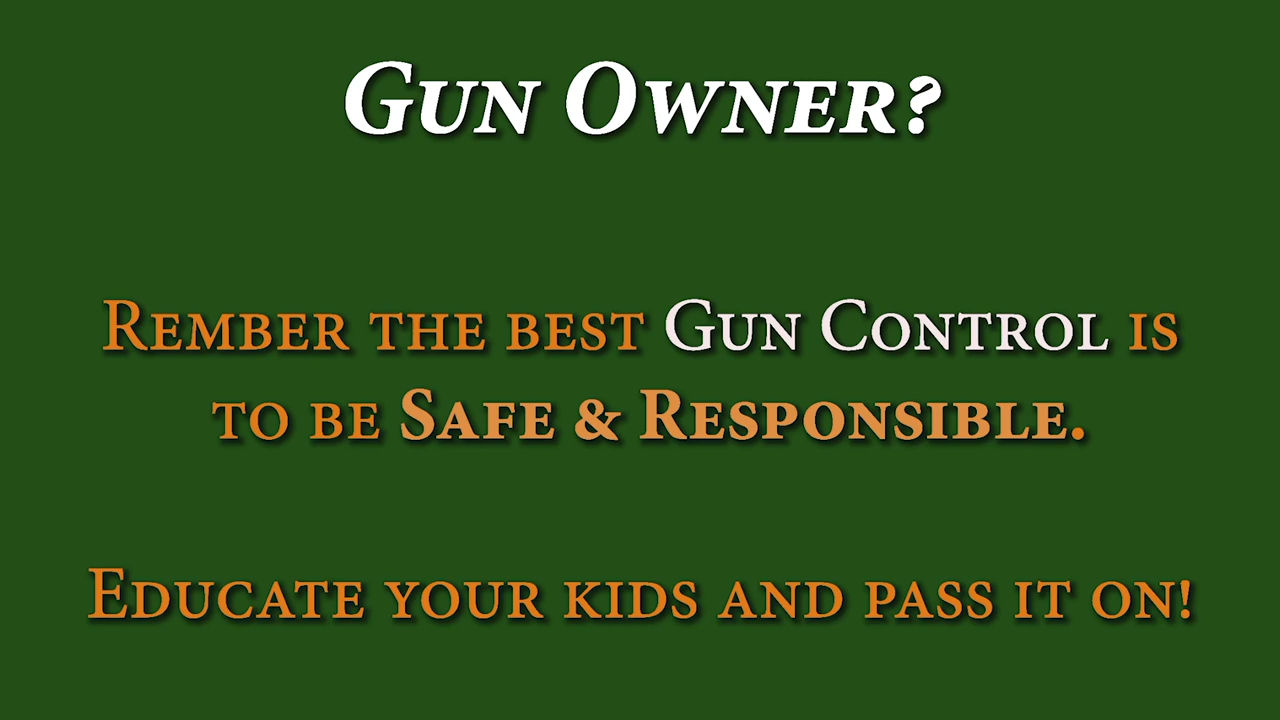 Gun Owner?
Rember the best Gun Control is
to be Safe & Responsible.
Educate your kids and pass it on!